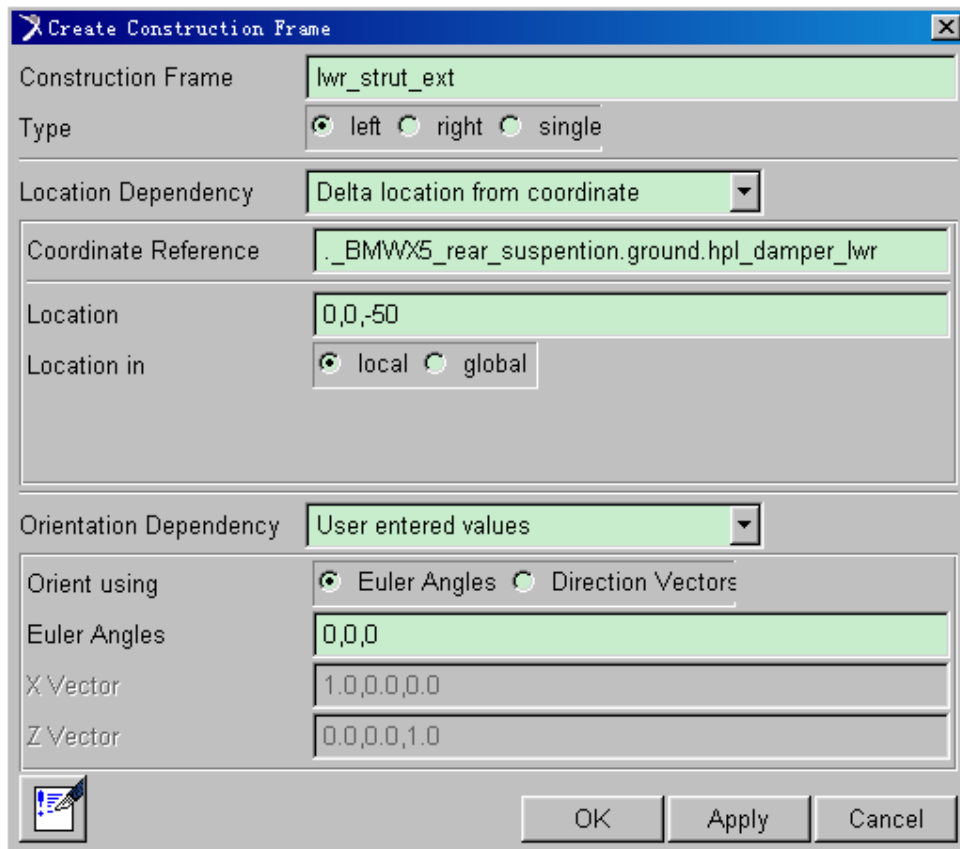 Create Construction Frame
Construction Frame lwr_strut_ext
Type left right single
Location Dependency Delta location from coordinate
Coordinate Reference ._BMWX5_rear_suspention.ground.hpl_damper_lwr
Location 0,0,-50
Location in local global
Orientation Dependency User entered values
Orient using Euler Angles Direction Vectors
Euler Angles 0,0,0
X Vector 1.0,0.0,0.0
Z Vector 0.0,0.0,1.0
OK Apply Cancel